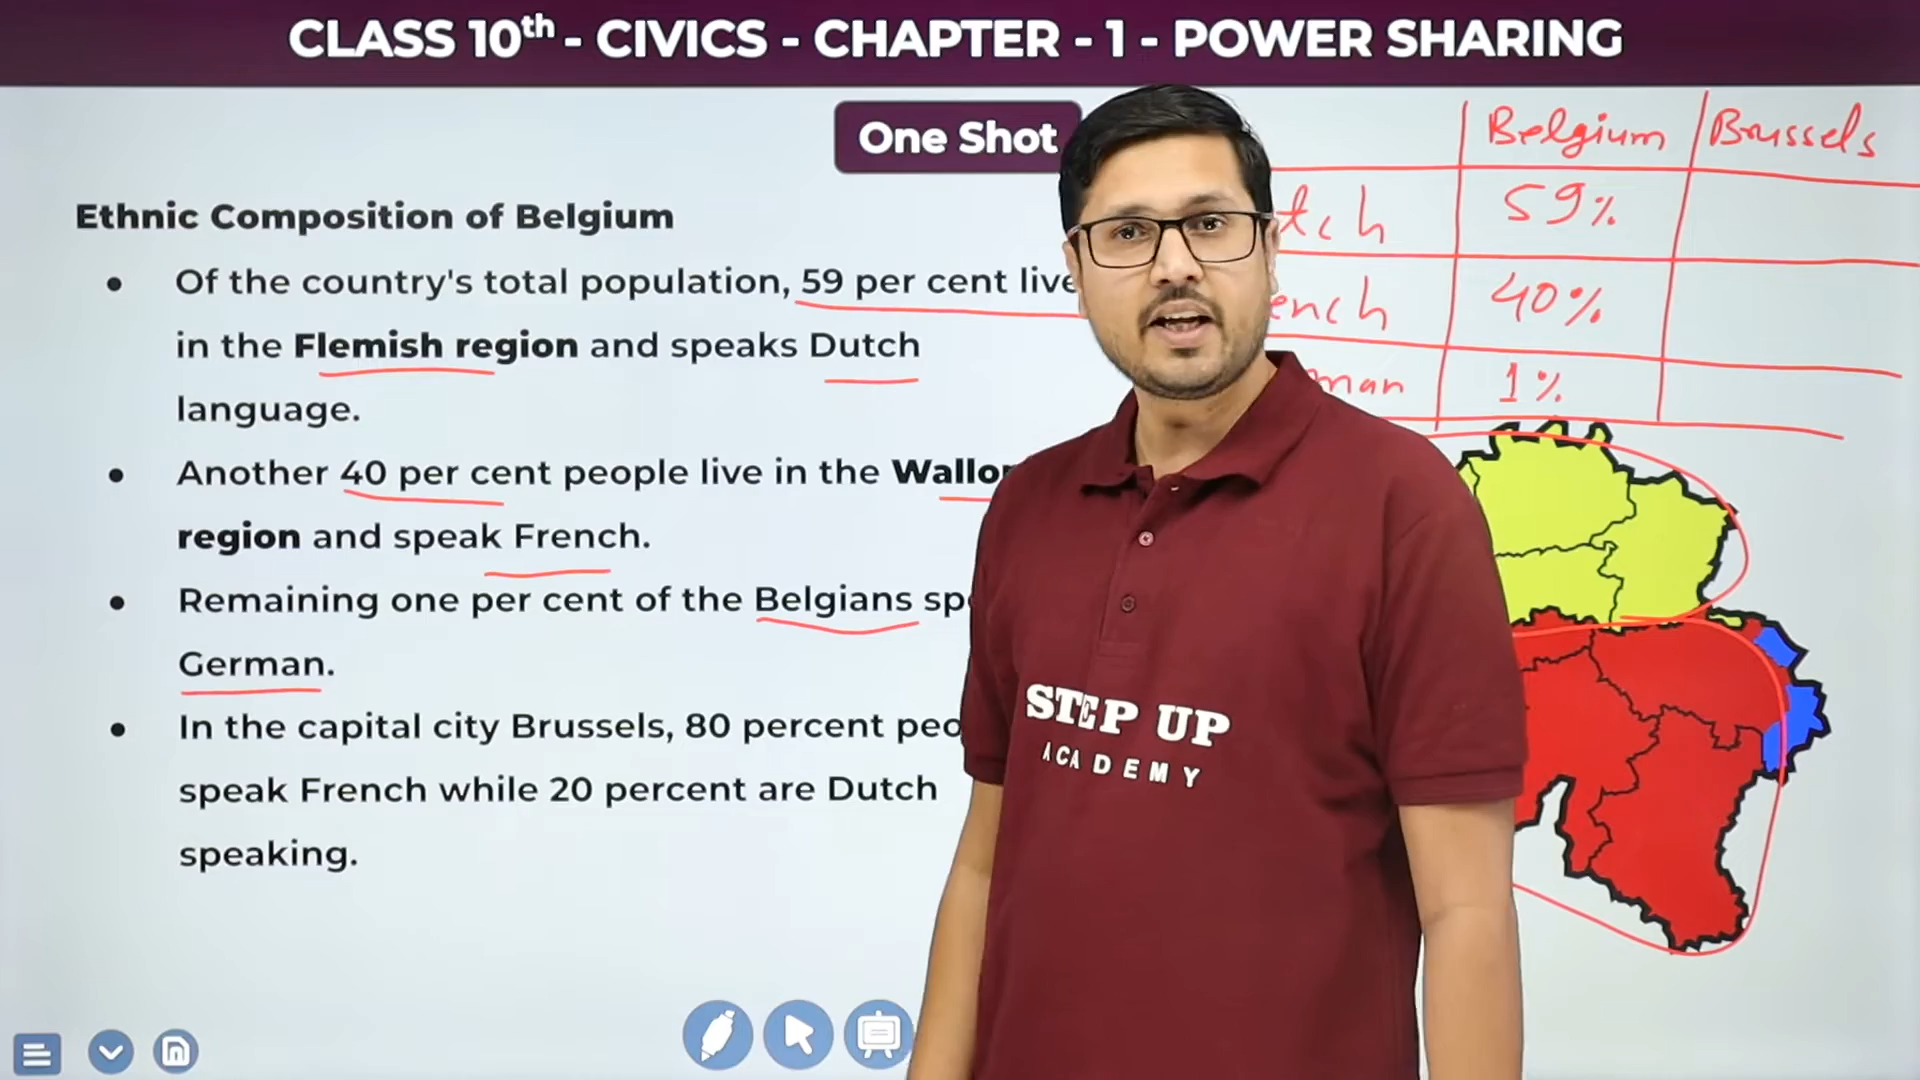 CLASS 10th - CIVICS - CHAPTER - 1 - POWER SHARING
One Shot
Belgium Brussels
59%
40%
1%
Ethnic Composition of Belgium
Of the country's total population, 59 per cent live
in the Flemish region and speaks Dutch
language.
Another 40 per cent people live in the
region and speak French.
Remaining one per cent of the Belgians
German.
In the capital city Brussels, 80 percent
speak French while 20 percent are Dutch
speaking.
STEP UP
ACADEMY